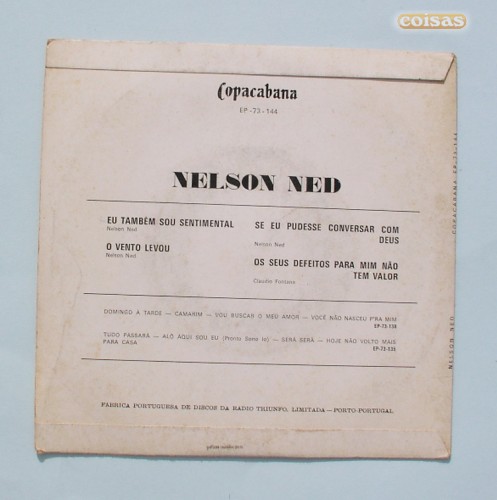 coisas
Copacabana
EP-73-144
NELSON NED
EU TAMBÉM SOU SENTIMENTAL
Nelson Ned
O VENTO LEVOU
Nelson Ned
SE EU PUDESSE CONVERSAR COM
DEUS
Nelson Ned
OS SEUS DEFEITOS PARA MIM NÃO
TEM VALOR
Claudio Fontana
DOMINGO A TARDE — CAMARIM — VOU BUSCAR O MEU AMOR — VOCÊ NÃO NASCEU P'RA MIM
EP-73-138
TUDO PASSARÁ — ALÔ AQUI SOU EU (Pronto Sono Io) — SERÁ SERÁ — HOJE NÃO VOLTO MAIS
PARA CASA
FABRICA PORTUGUESA DE DISCOS DA RADIO TRIUNFO, LIMITADA — PORTO-PORTUGAL
COPACABANA EP-73-144
NELSON NED